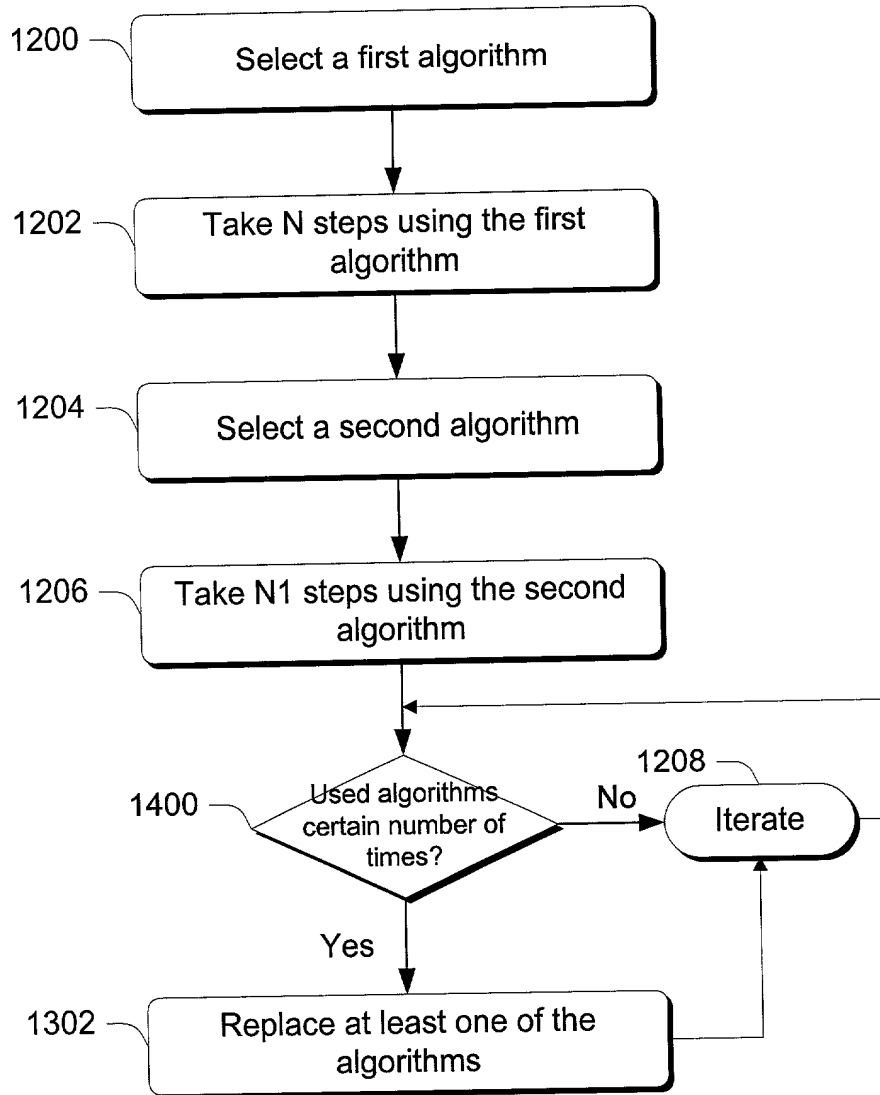 1200
Select a first algorithm
1202
Take N steps using the first
algorithm
1204
Select a second algorithm
1206
Take N1 steps using the second
algorithm
1208
1400
Used algorithms
certain number of
times?
No
Iterate
Yes
1302
Replace at least one of the
algorithms